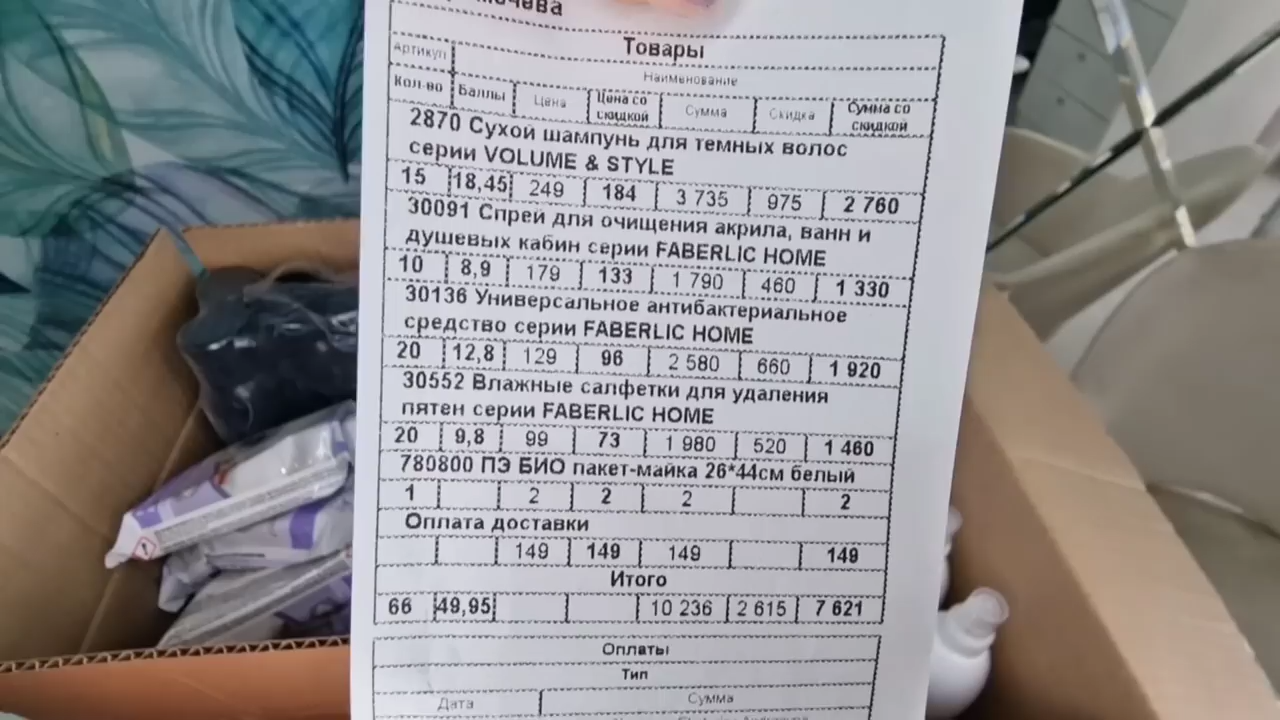 Товары
Артикул
Наименование
Кол-во Баллы Цена Цена со скидкой Сумма Скидка Сумма со скидкой
2870 Сухой шампунь для темных волос
серии VOLUME & STYLE
15 18,45 249 184 3 735 975 2 760
30091 Спрей для очищения акрила, ванн и
душевых кабин серии FABERLIC HOME
10 8,9 179 133 1 790 460 1 330
30136 Универсальное антибактериальное
средство серии FABERLIC HOME
20 12,8 129 96 2 580 660 1 920
30552 Влажные салфетки для удаления
пятен серии FABERLIC HOME
20 9,8 99 73 1 980 520 1 460
780800 ПЭ БИО пакет-майка 26*44см белый
1 2 2 2 2
Оплата доставки
149 149 149 149
Итого
66 49,95 10 236 2 615 7 621
Оплаты
Тип
Дата Сумма